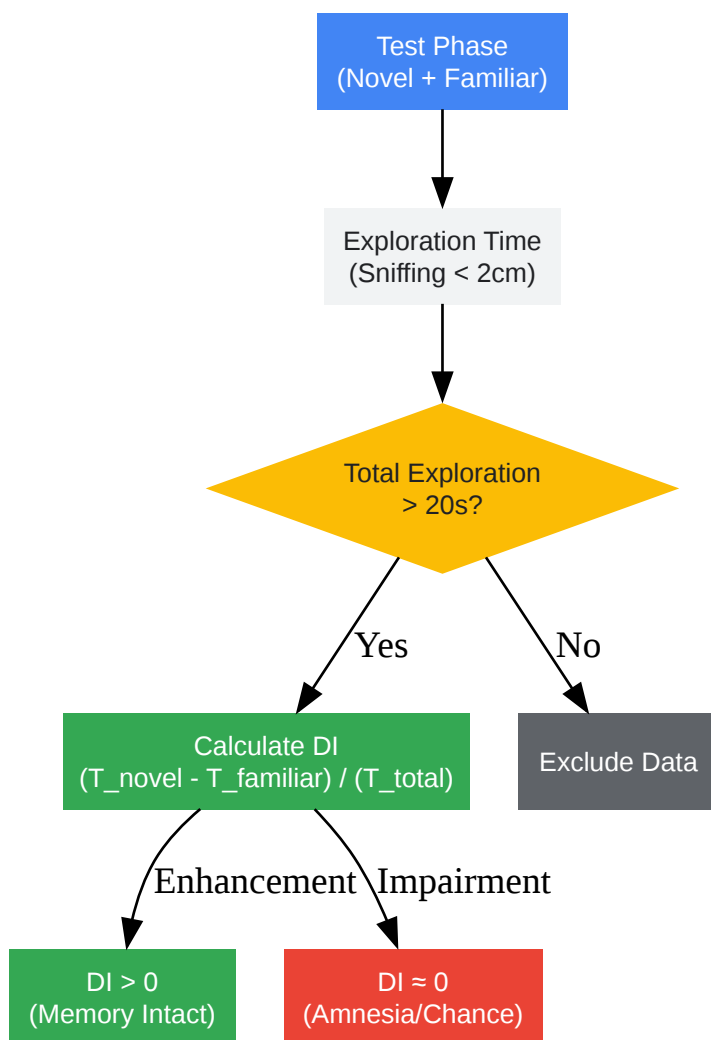 Test Phase
(Novel + Familiar)
Exploration Time
(Sniffing < 2cm)
Total Exploration
> 20s?
Yes
No
Calculate DI
(T_novel - T_familiar) / (T_total)
Exclude Data
Enhancement
Impairment
DI > 0
(Memory Intact)
DI ≈ 0
(Amnesia/Chance)